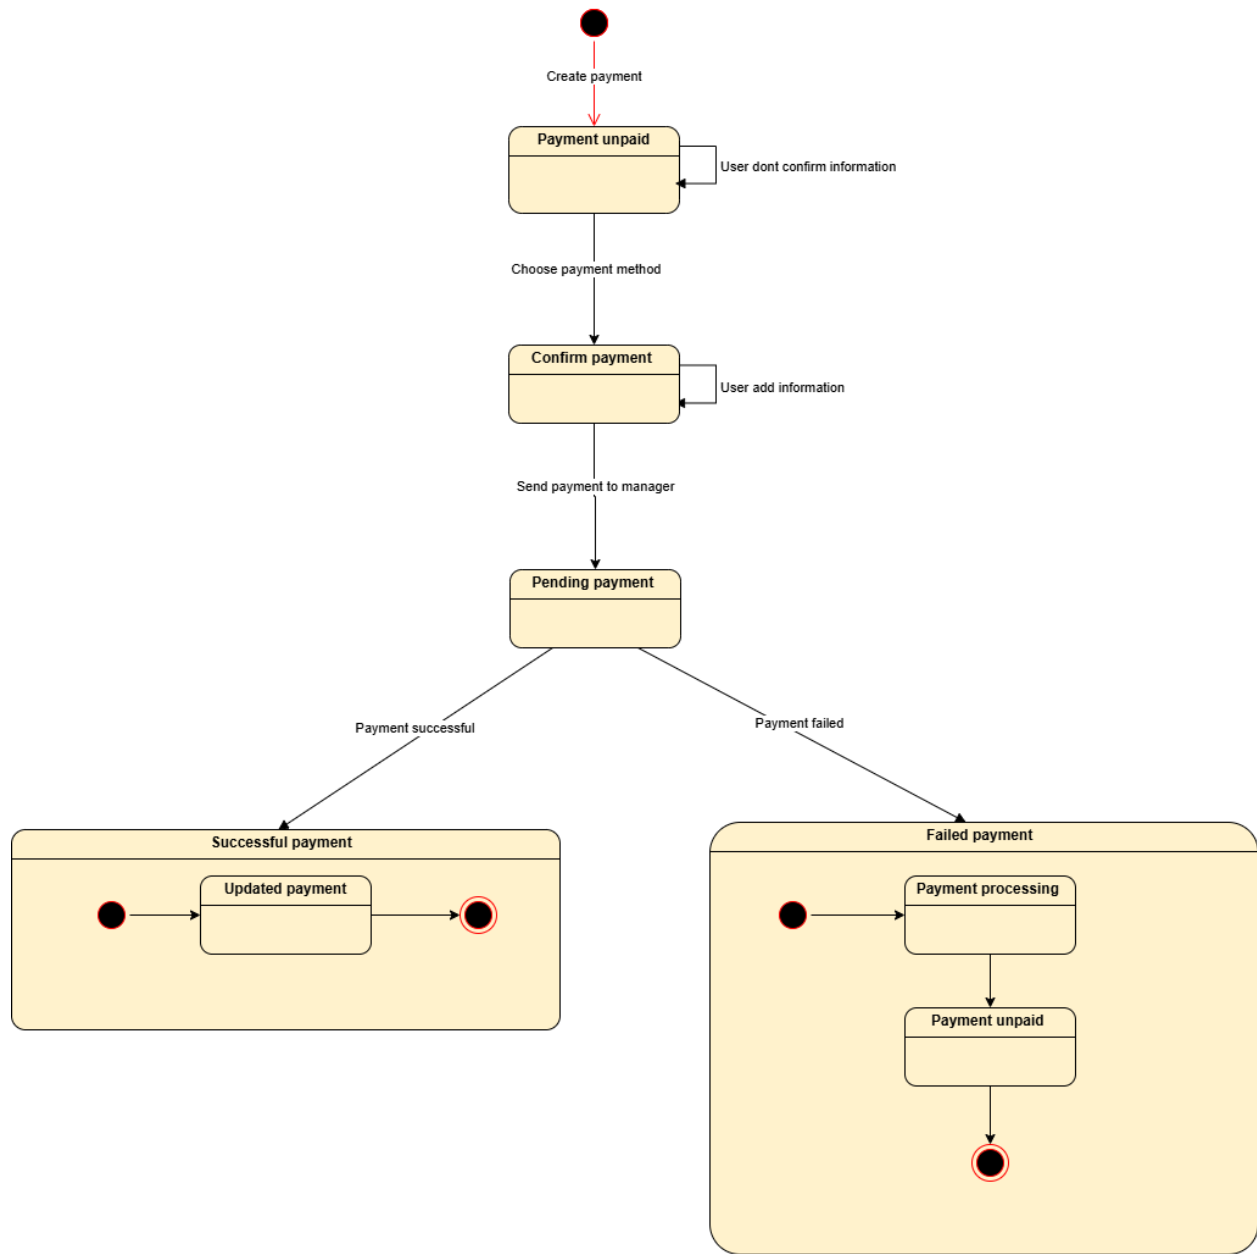 Create payment
Payment unpaid
User dont confirm information
Choose payment method
Confirm payment
User add information
Send payment to manager
Pending payment
Payment successful
Payment failed
Successful payment
Updated payment
Failed payment
Payment processing
Payment unpaid